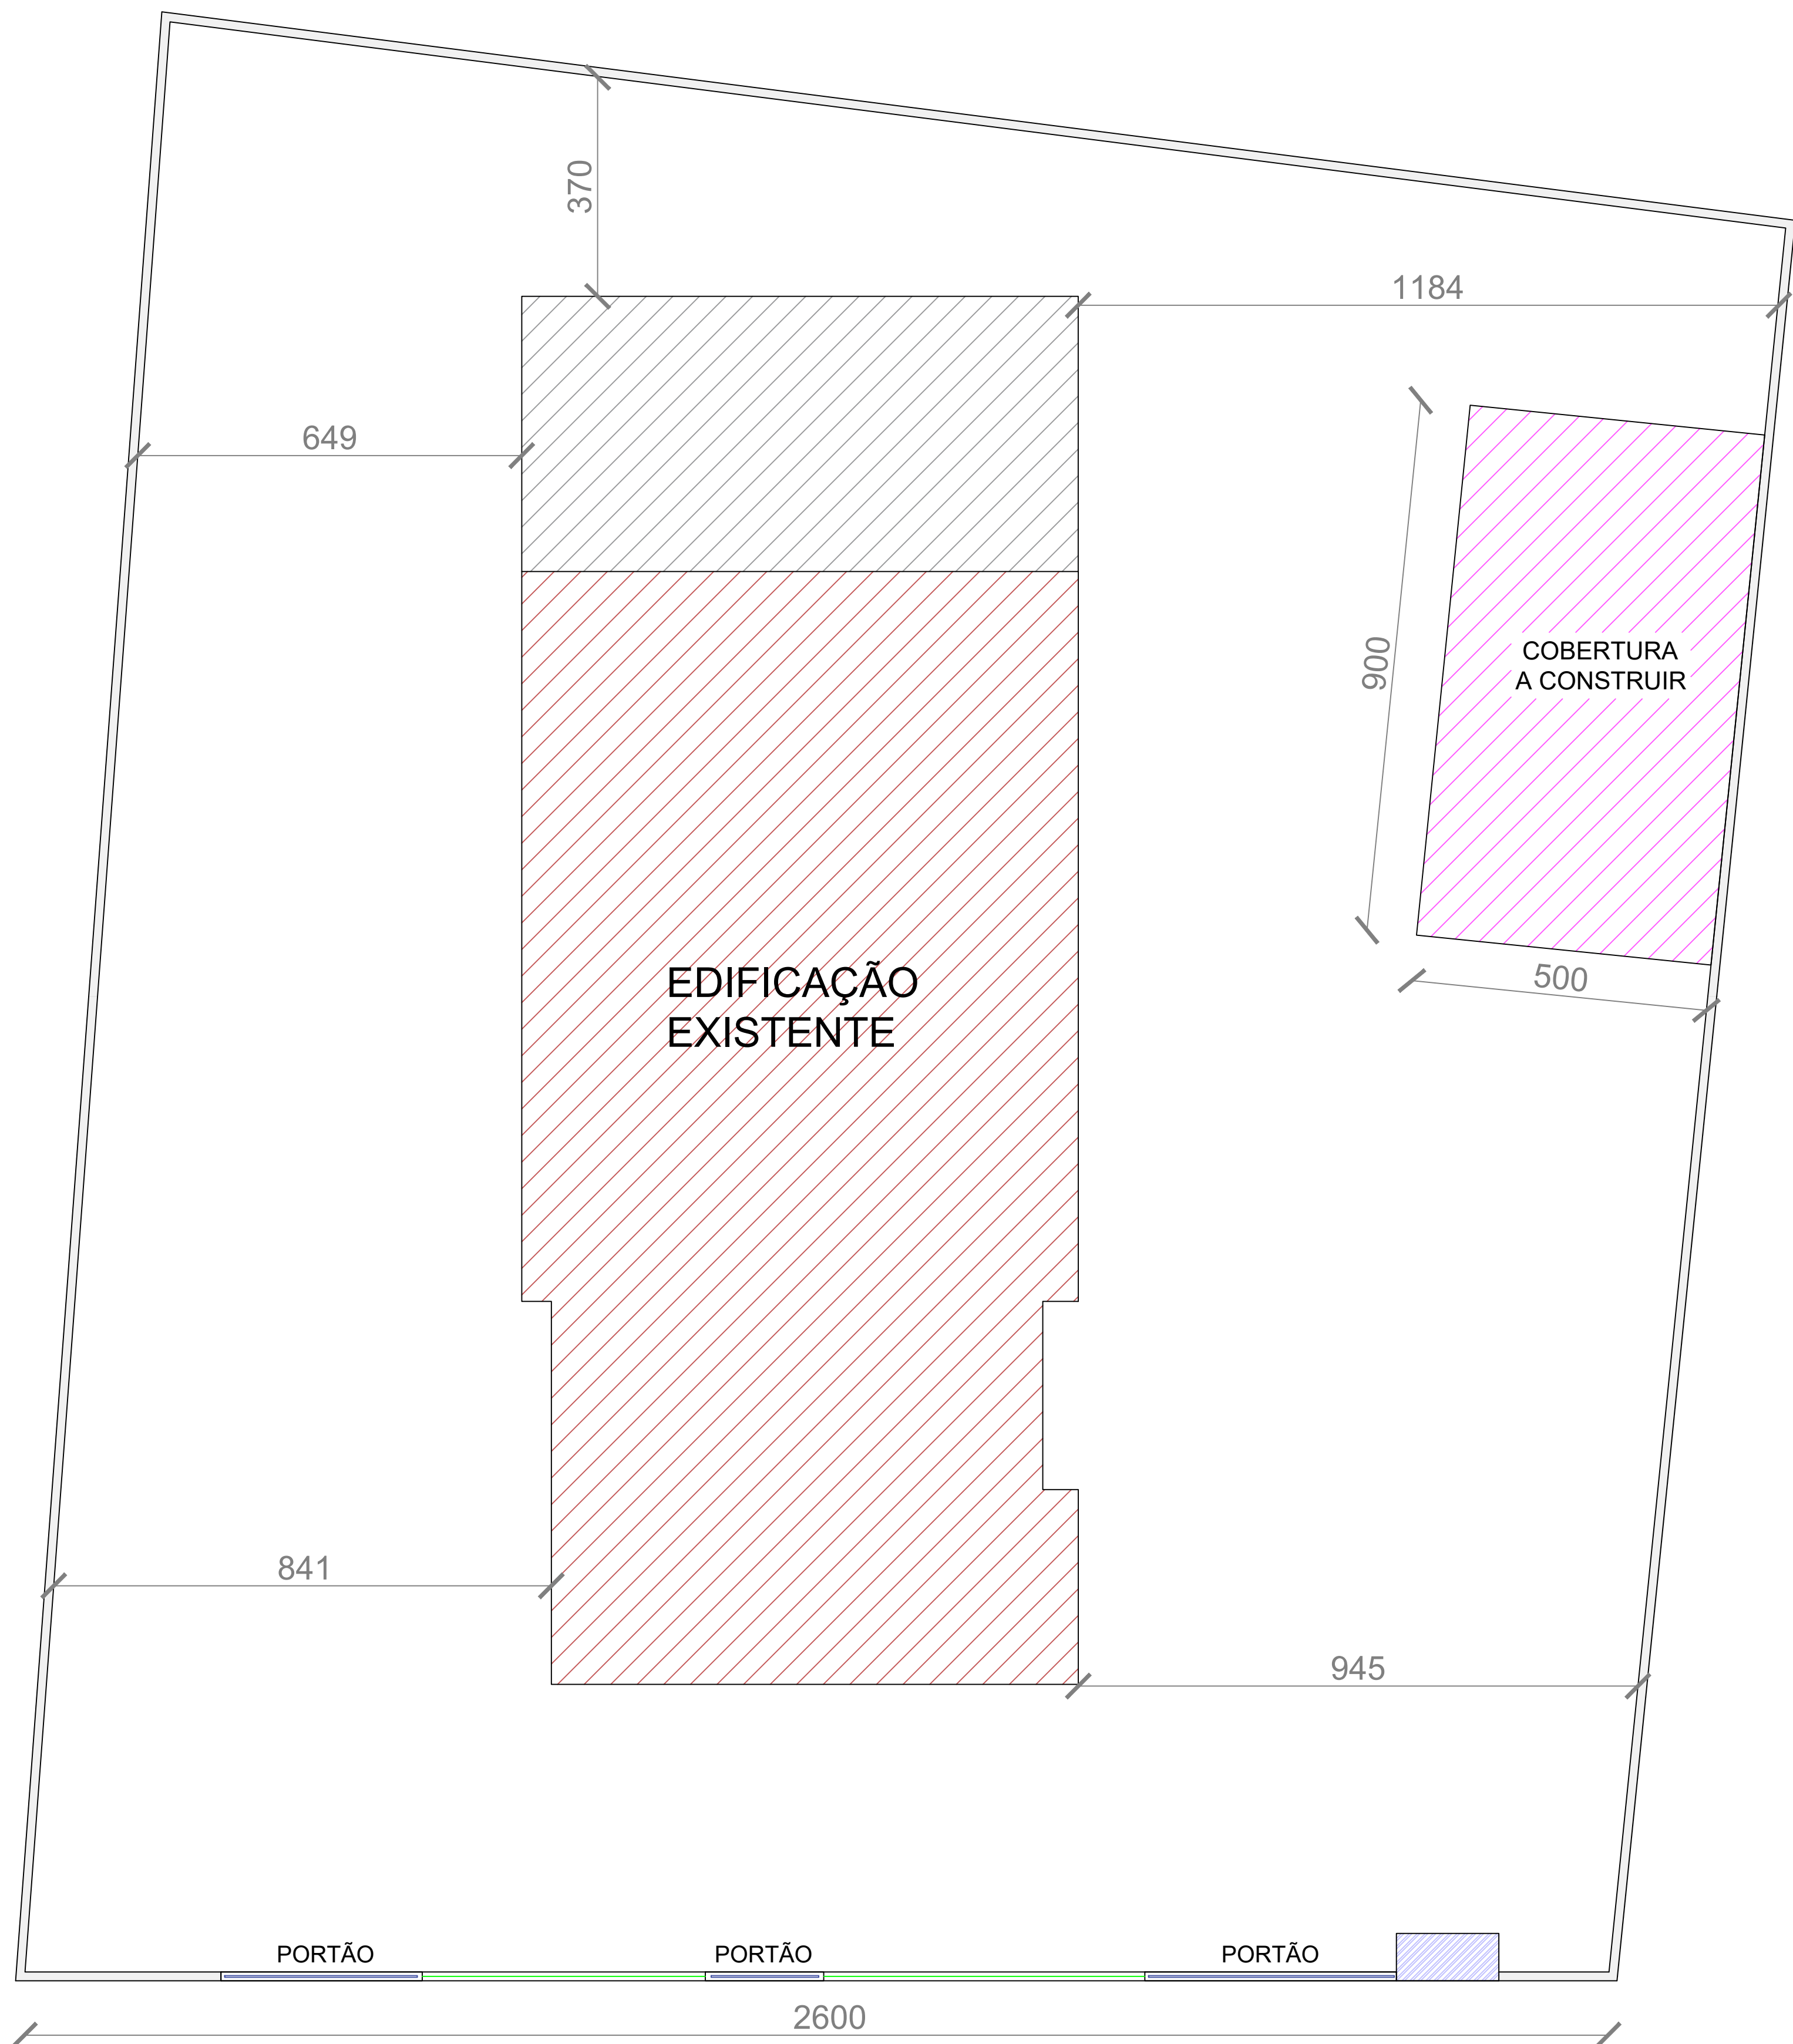 370
1184
649
900
COBERTURA
A CONSTRUIR
500
EDIFICAÇÃO
EXISTENTE
841
945
PORTÃO
PORTÃO
PORTÃO
2600